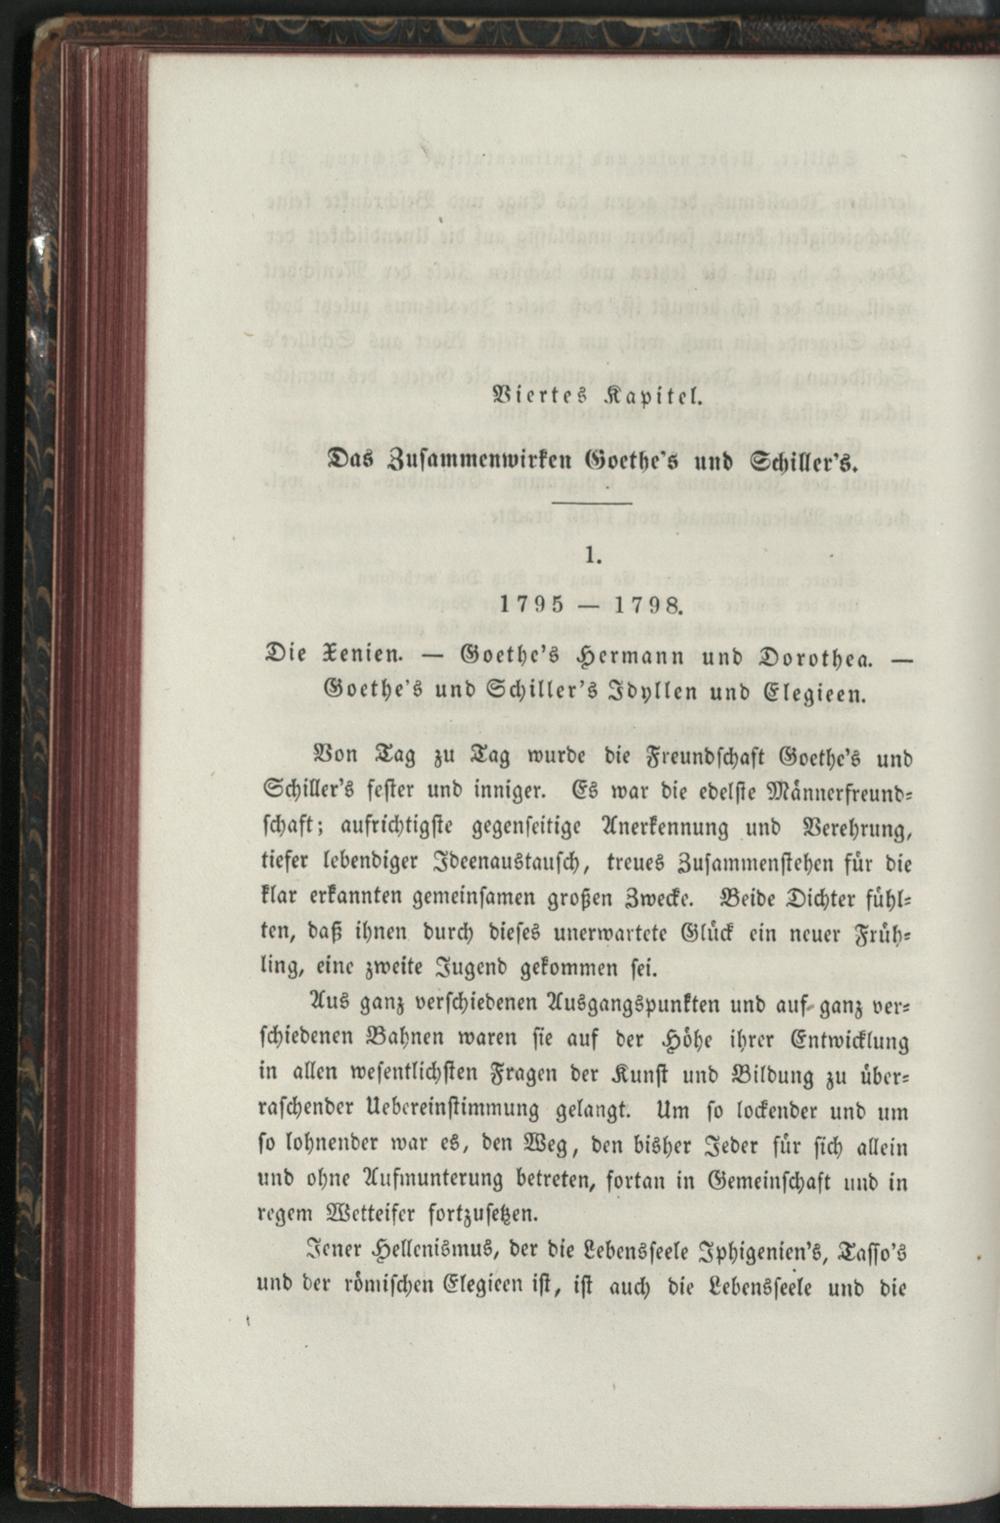 Viertes Kapitel.
Das Zusammenwirken Goethe's und Schiller's.
1.
1795 — 1798.
Die Xenien. — Goethe's Hermann und Dorothea. —
Goethe's und Schiller's Idyllen und Elegieen.
Von Tag zu Tag wurde die Freundschaft Goethe's und
Schiller's fester und inniger. Es war die edelste Männerfreund-
schaft; aufrichtigste gegenseitige Anerkennung und Verehrung,
tiefer lebendiger Ideenaustausch, treues Zusammenstehen für die
klar erkannten gemeinsamen großen Zwecke. Beide Dichter fühl-
ten, daß ihnen durch dieses unerwartete Glück ein neuer Früh-
ling, eine zweite Jugend gekommen sei.
Aus ganz verschiedenen Ausgangspunkten und auf ganz ver-
schiedenen Bahnen waren sie auf der Höhe ihrer Entwicklung
in allen wesentlichsten Fragen der Kunst und Bildung zu über-
raschender Uebereinstimmung gelangt. Um so lockender und um
so lohnender war es, den Weg, den bisher Jeder für sich allein
und ohne Aufmunterung betreten, fortan in Gemeinschaft und in
regem Wetteifer fortzusetzen.
Jener Hellenismus, der die Lebensseele Iphigenien's, Tasso's
und der römischen Elegieen ist, ist auch die Lebensseele und die